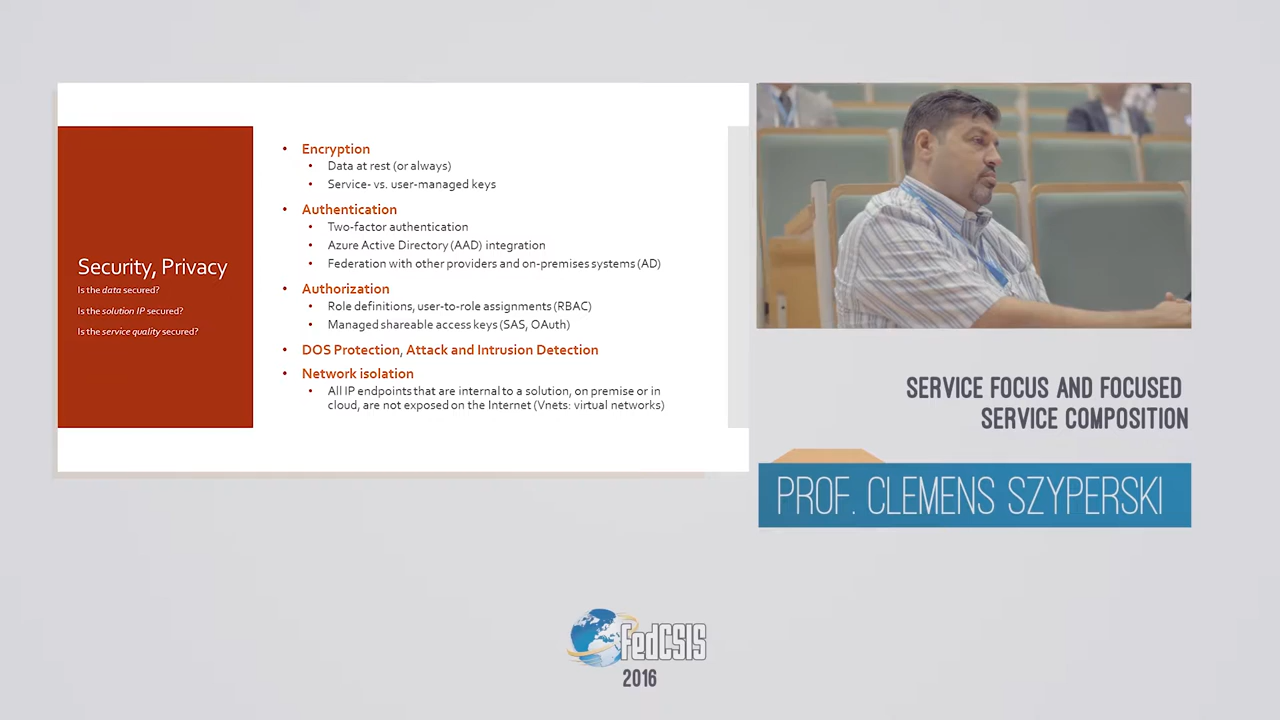 Security, Privacy
Is the data secured?
Is the solution IP secured?
Is the service quality secured?
• Encryption
• Data at rest (or always)
• Service- vs. user-managed keys
• Authentication
• Two-factor authentication
• Azure Active Directory (AAD) integration
• Federation with other providers and on-premises systems (AD)
• Authorization
• Role definitions, user-to-role assignments (RBAC)
• Managed shareable access keys (SAS, OAuth)
• DOS Protection, Attack and Intrusion Detection
• Network isolation
• All IP endpoints that are internal to a solution, on premise or in
cloud, are not exposed on the Internet (Vnets: virtual networks)
SERVICE FOCUS AND FOCUSED
SERVICE COMPOSITION
PROF. CLEMENS SZYPERSKI
FedCSIS
2016